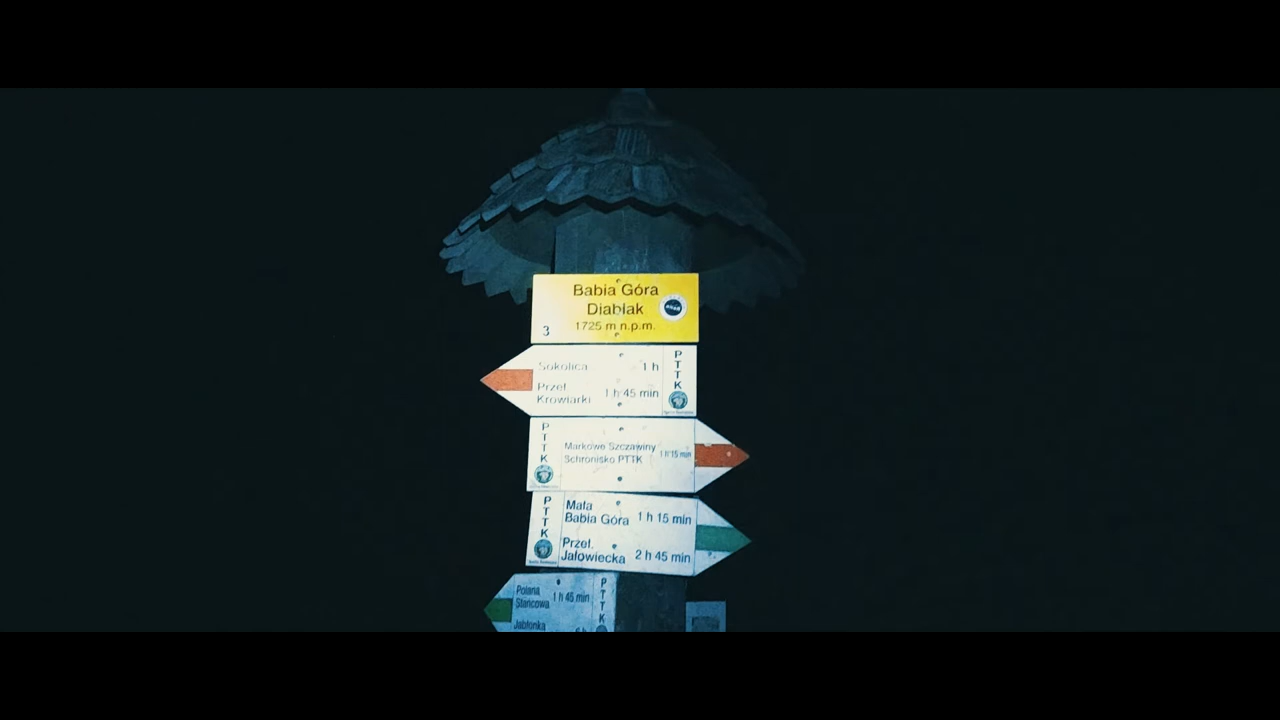 Babia Góra
Diablak
1725 m n.p.m.
3
Sokolica 1 h
Przeł.
Krowiarki 1 h 45 min
PTTK
PTTK
Markowe Szczawiny
Schronisko PTTK 1 h 15 min
PTTK
Mała
Babia Góra 1 h 15 min
Przeł.
Jałowiecka 2 h 45 min
Polana
Stańcowa 1 h 45 min
PTTK
Jabłonka